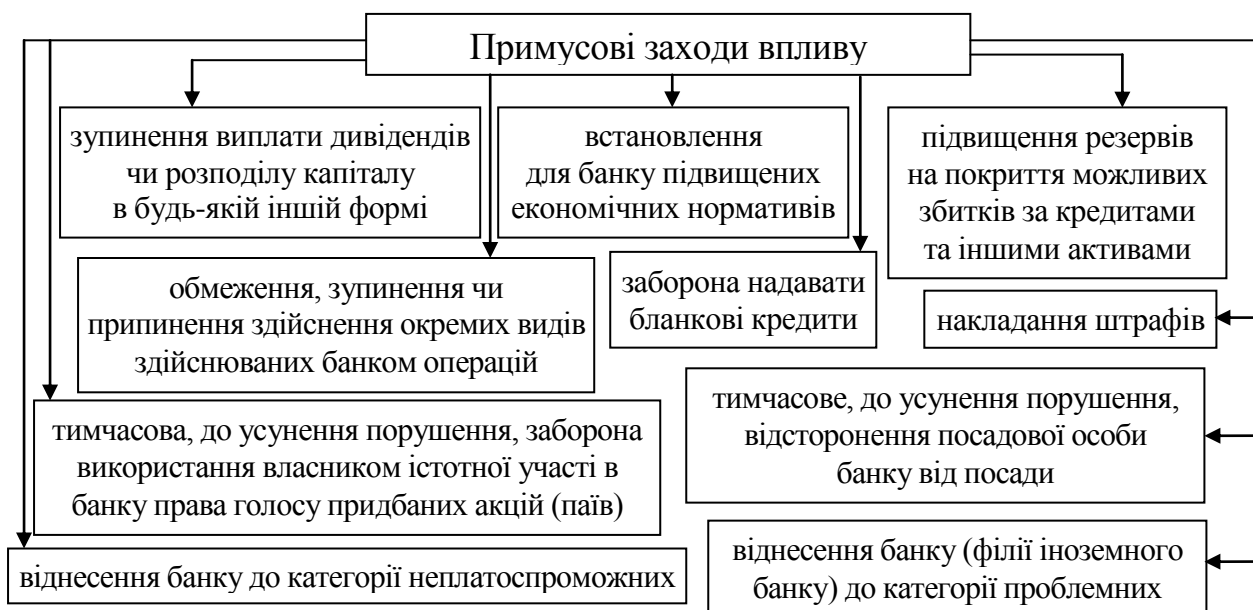 Примусові заходи впливу
зупинення виплати дивідендів
чи розподілу капіталу
в будь-якій іншій формі
встановлення
для банку підвищених
економічних нормативів
підвищення резервів
на покриття можливих
збитків за кредитами
та іншими активами
обмеження, зупинення чи
припинення здійснення окремих видів
здійснюваних банком операцій
заборона надавати
бланкові кредити
накладання штрафів
тимчасова, до усунення порушення, заборона
використання власником істотної участі в
банку права голосу придбаних акцій (паїв)
тимчасове, до усунення порушення,
відсторонення посадової особи
банку від посади
віднесення банку до категорії неплатоспроможних
віднесення банку (філії іноземного
банку) до категорії проблемних